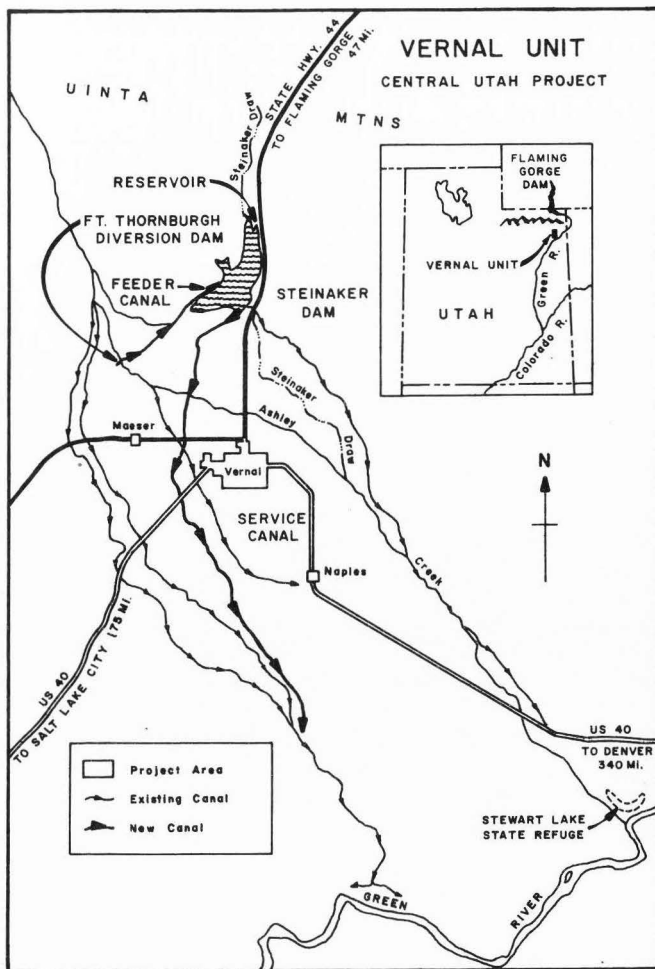 VERNAL UNIT
CENTRAL UTAH PROJECT
STATE HWY. 44
TO FLAMING GORGE
47 MI.
UINTA
MTNS
Steinaker Draw
RESERVOIR
FT. THORNBURGH
DIVERSION DAM
FEEDER
CANAL
STEINAKER
DAM
FLAMING
GORGE
DAM
VERNAL UNIT
UTAH
Green R.
Colorado R.
Steinaker
Draw
Ashley
Creek
Maeser
Vernal
SERVICE
CANAL
Naples
N
US 40
TO SALT LAKE CITY 175 MI.
US 40
TO DENVER
340 MI.
Project Area
Existing Canal
New Canal
STEWART LAKE
STATE REFUGE
GREEN
RIVER